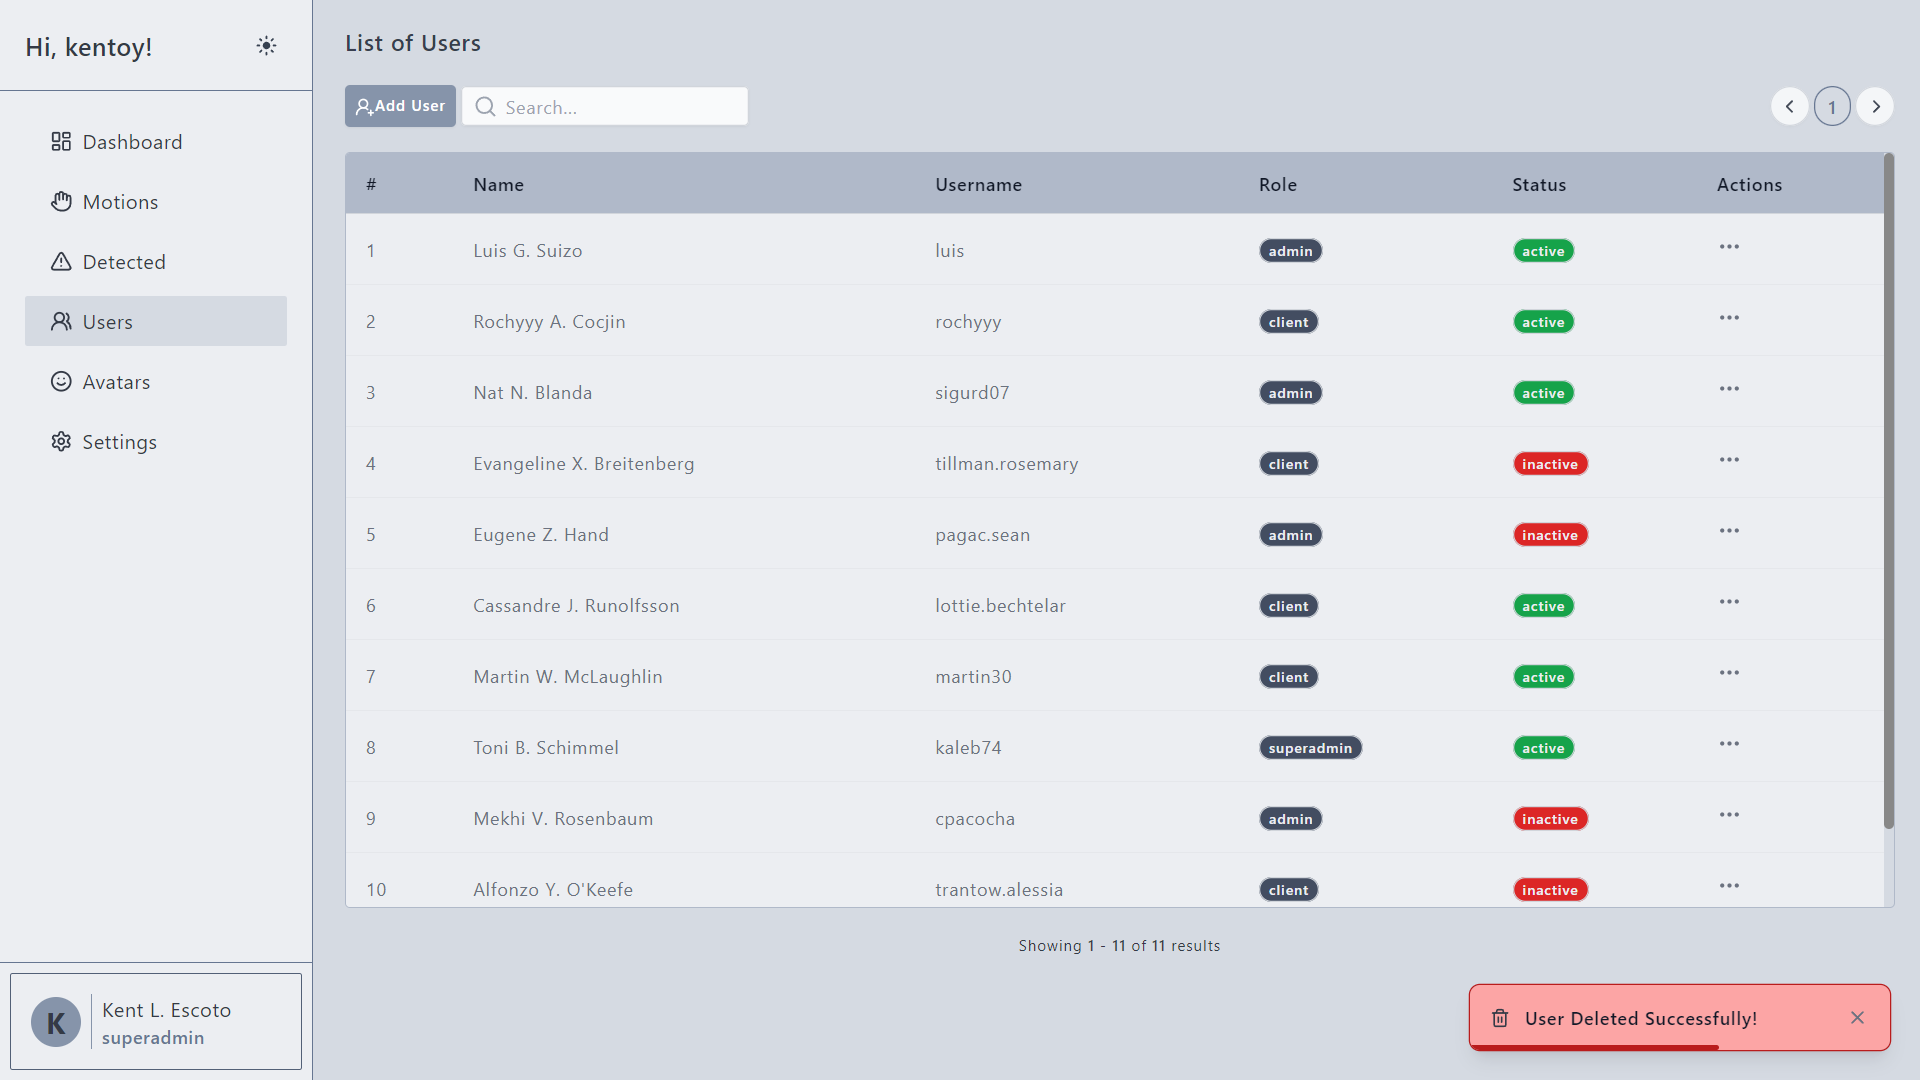 Hi, kentoy!
Dashboard
Motions
Detected
Users
Avatars
Settings
K
Kent L. Escoto
superadmin
List of Users
Add User
Search...
1
# Name Username Role Status Actions
1 Luis G. Suizo luis admin active
2 Rochyyy A. Cocjin rochyyy client active
3 Nat N. Blanda sigurd07 admin active
4 Evangeline X. Breitenberg tillman.rosemary client inactive
5 Eugene Z. Hand pagac.sean admin inactive
6 Cassandre J. Runolfsson lottie.bechtelar client active
7 Martin W. McLaughlin martin30 client active
8 Toni B. Schimmel kaleb74 superadmin active
9 Mekhi V. Rosenbaum cpacocha admin inactive
10 Alfonzo Y. O'Keefe trantow.alessia client inactive
Showing 1 - 11 of 11 results
User Deleted Successfully!